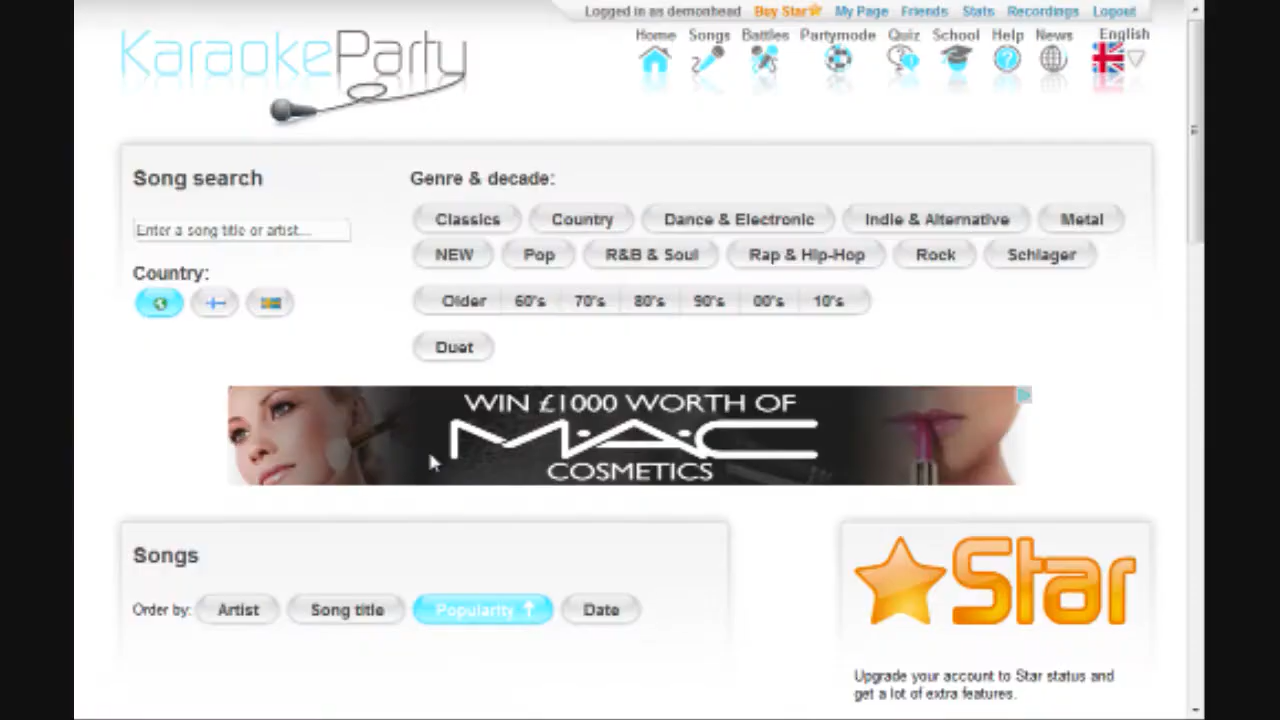 Logged in as demonhead Buy Star My Page Friends Stats Recordings Logout
KaraokeParty
Home Songs Battles Partymode Quiz School Help News English
Song search
Enter a song title or artist...
Country:
Genre & decade:
Classics Country Dance & Electronic Indie & Alternative Metal
NEW Pop R&B & Soul Rap & Hip-Hop Rock Schlager
Older 60's 70's 80's 90's 00's 10's
Duet
WIN £1000 WORTH OF
M·A·C
COSMETICS
Songs
Order by: Artist Song title Popularity ↑ Date
Star
Upgrade your account to Star status and
get a lot of extra features.